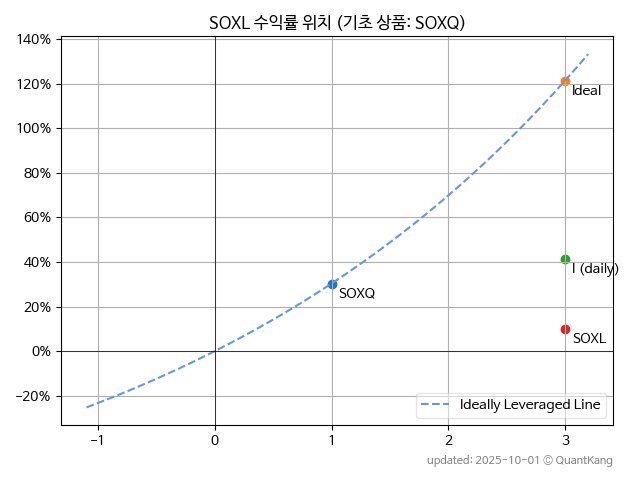 SOXL 수익률 위치 (기초 상품: SOXQ)
140%
120%
100%
80%
60%
40%
20%
0%
−20%
Ideal
I (daily)
SOXQ
SOXL
Ideally Leveraged Line
−1
0
1
2
3
updated: 2025-10-01 © QuantKang